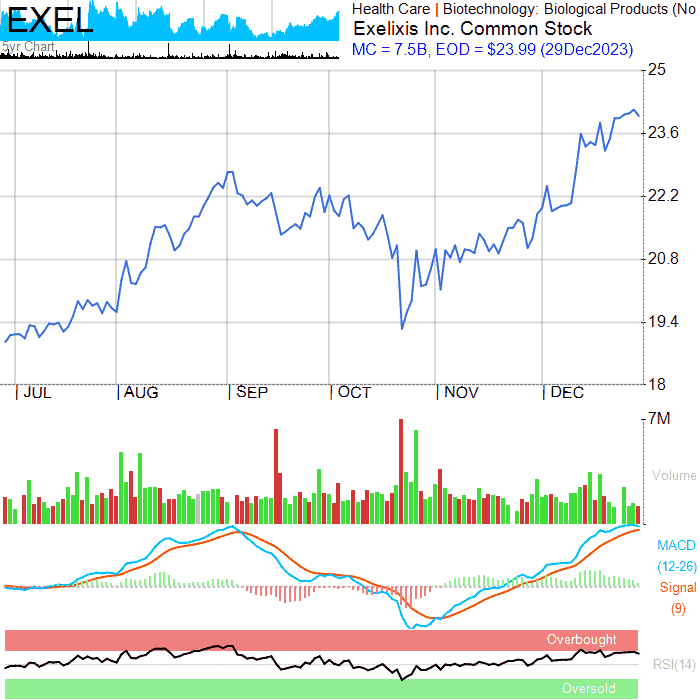 EXEL
5yr Chart
Health Care | Biotechnology: Biological Products (No
Exelixis Inc. Common Stock
MC = 7.5B, EOD = $23.99 (29Dec2023)
25
23.6
22.2
20.8
19.4
18
| JUL | AUG | SEP | OCT | NOV | DEC
7M
Volume
MACD
(12-26)
Signal
(9)
Overbought
RSI(14)
Oversold